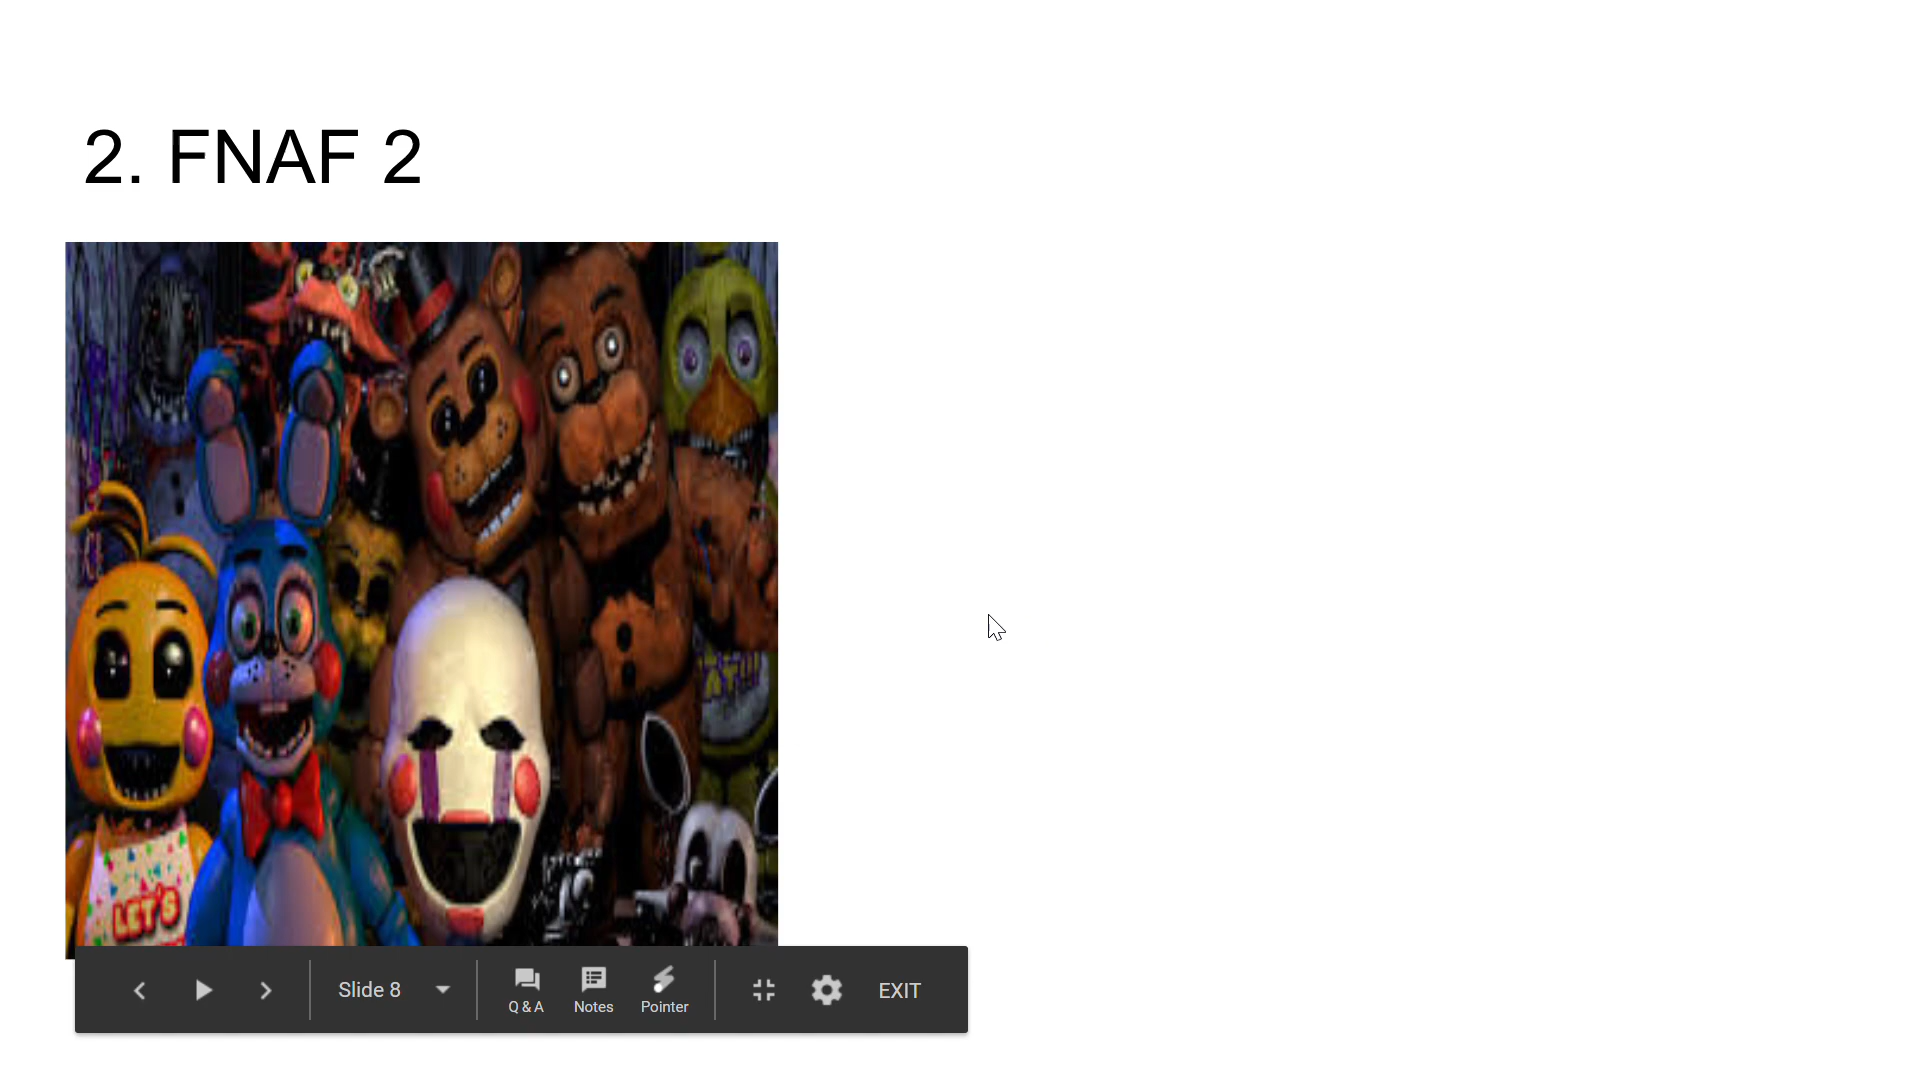 2. FNAF 2
LET'S
Slide 8
Q & A
Notes
Pointer
EXIT